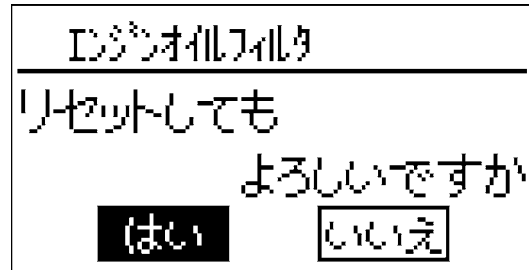 エンジンオイルフィルタ
リセットしても
よろしいですか
はい いいえ